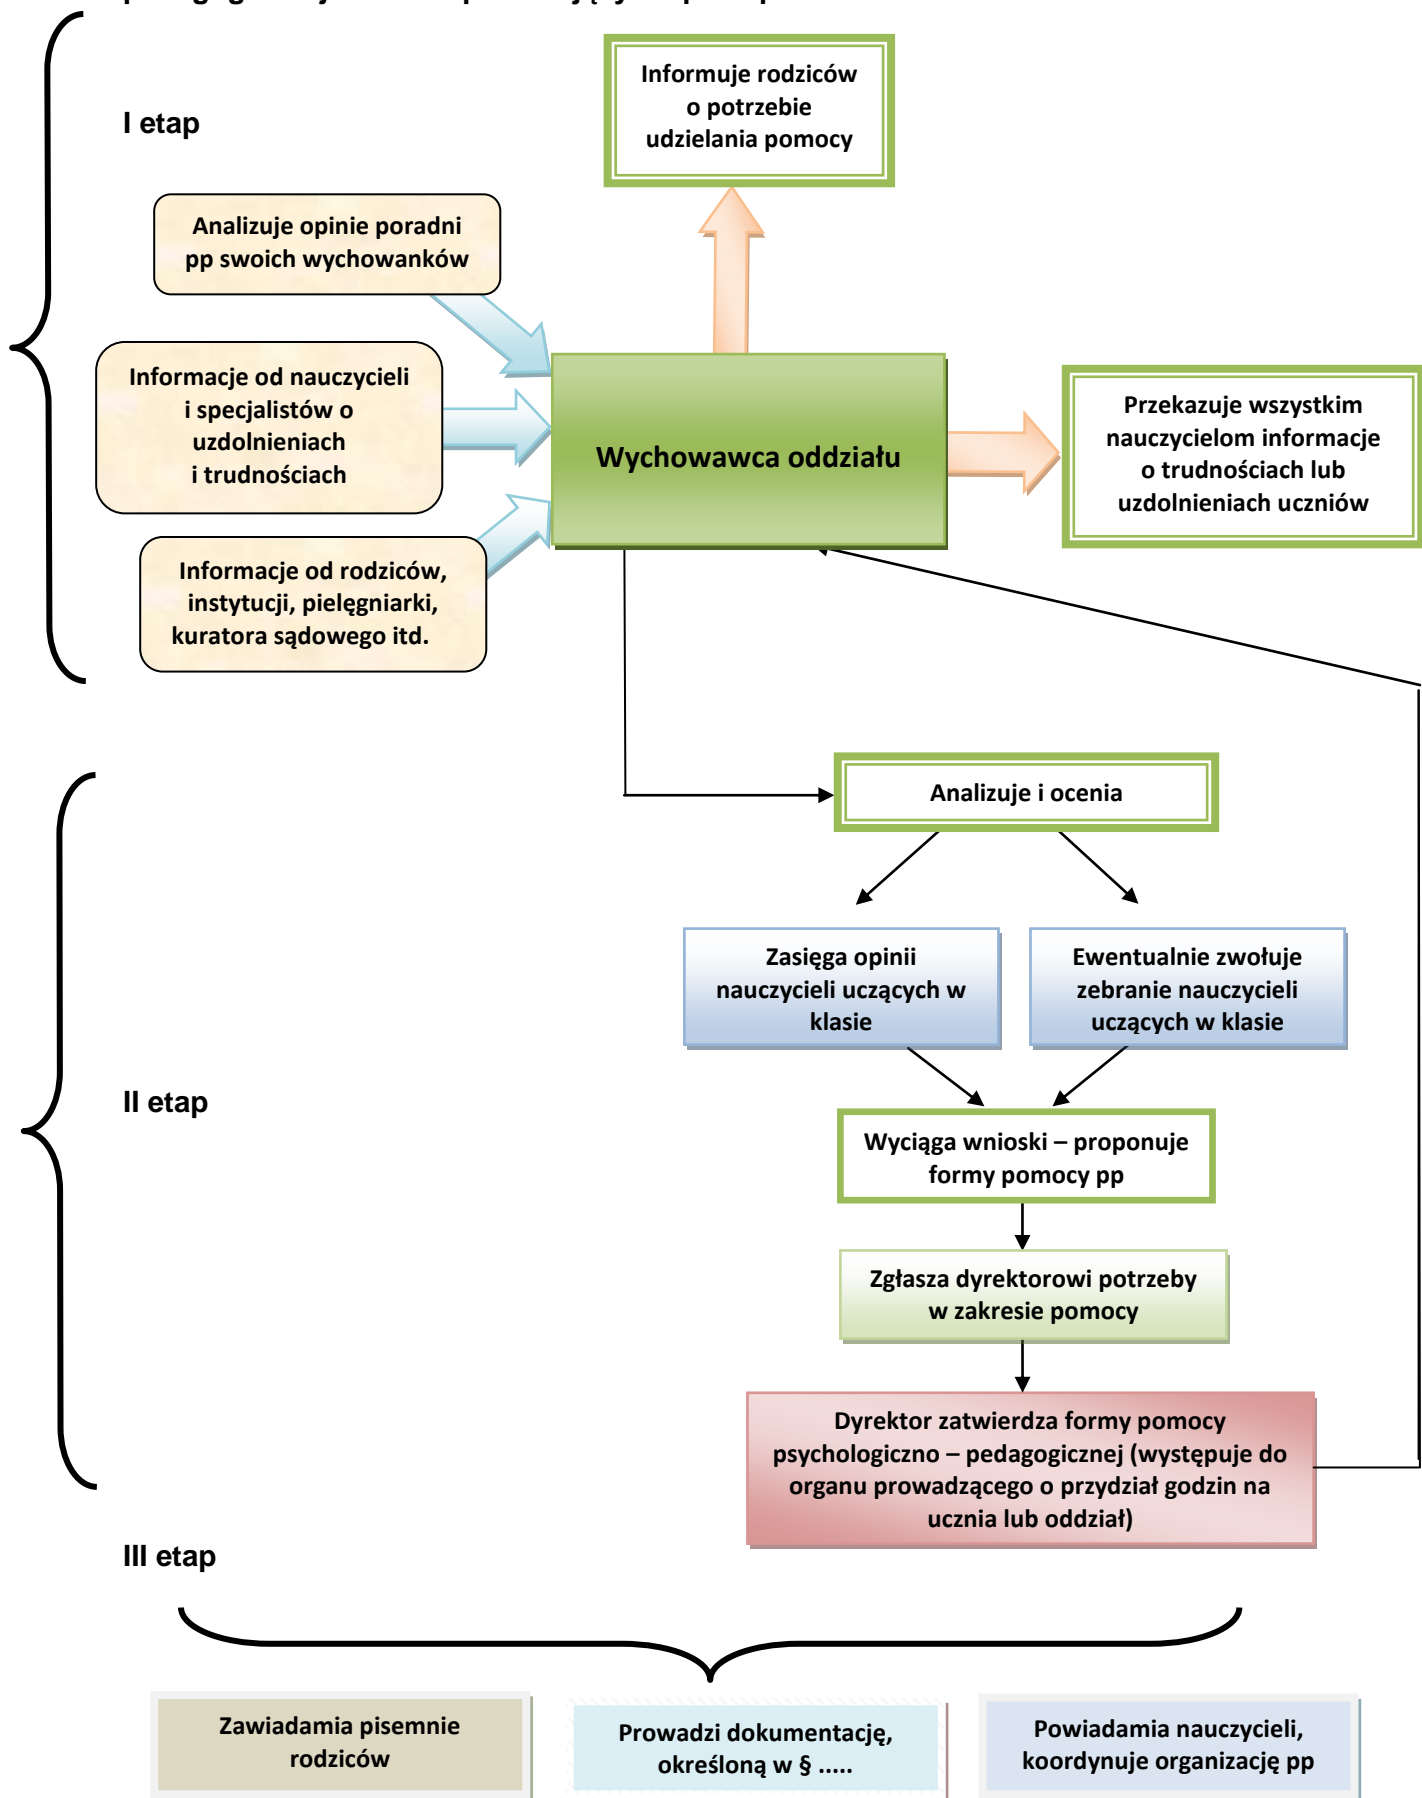 I etap
Informuje rodziców
o potrzebie
udzielania pomocy
Analizuje opinie poradni
pp swoich wychowanków
Informacje od nauczycieli
i specjalistów o
uzdolnieniach
i trudnościach
Wychowawca oddziału
Przekazuje wszystkim
nauczycielom informacje
o trudnościach lub
uzdolnieniach uczniów
Informacje od rodziców,
instytucji, pielęgniarki,
kuratora sądowego itd.
Analizuje i ocenia
Zasięga opinii
nauczycieli uczących w
klasie
Ewentualnie zwołuje
zebranie nauczycieli
uczących w klasie
II etap
Wyciąga wnioski – proponuje
formy pomocy pp
Zgłasza dyrektorowi potrzeby
w zakresie pomocy
Dyrektor zatwierdza formy pomocy
psychologiczno – pedagogicznej (występuje do
organu prowadzącego o przydział godzin na
ucznia lub oddział)
III etap
Zawiadamia pisemnie
rodziców
Prowadzi dokumentację,
określoną w § .....
Powiadamia nauczycieli,
koordynuje organizację pp